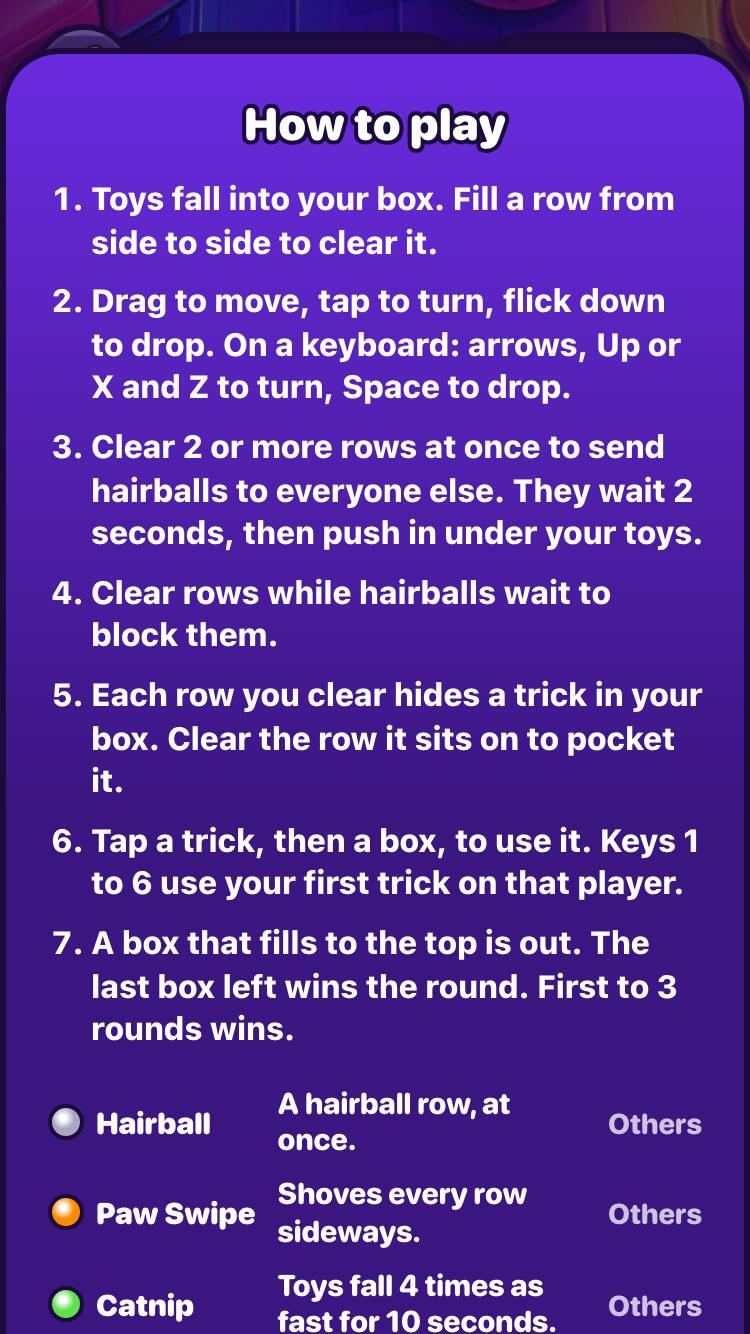 How to play
1. Toys fall into your box. Fill a row from
side to side to clear it.
2. Drag to move, tap to turn, flick down
to drop. On a keyboard: arrows, Up or
X and Z to turn, Space to drop.
3. Clear 2 or more rows at once to send
hairballs to everyone else. They wait 2
seconds, then push in under your toys.
4. Clear rows while hairballs wait to
block them.
5. Each row you clear hides a trick in your
box. Clear the row it sits on to pocket
it.
6. Tap a trick, then a box, to use it. Keys 1
to 6 use your first trick on that player.
7. A box that fills to the top is out. The
last box left wins the round. First to 3
rounds wins.
Hairball A hairball row, at
once. Others
Paw Swipe Shoves every row
sideways. Others
Catnip Toys fall 4 times as
fast for 10 seconds. Others